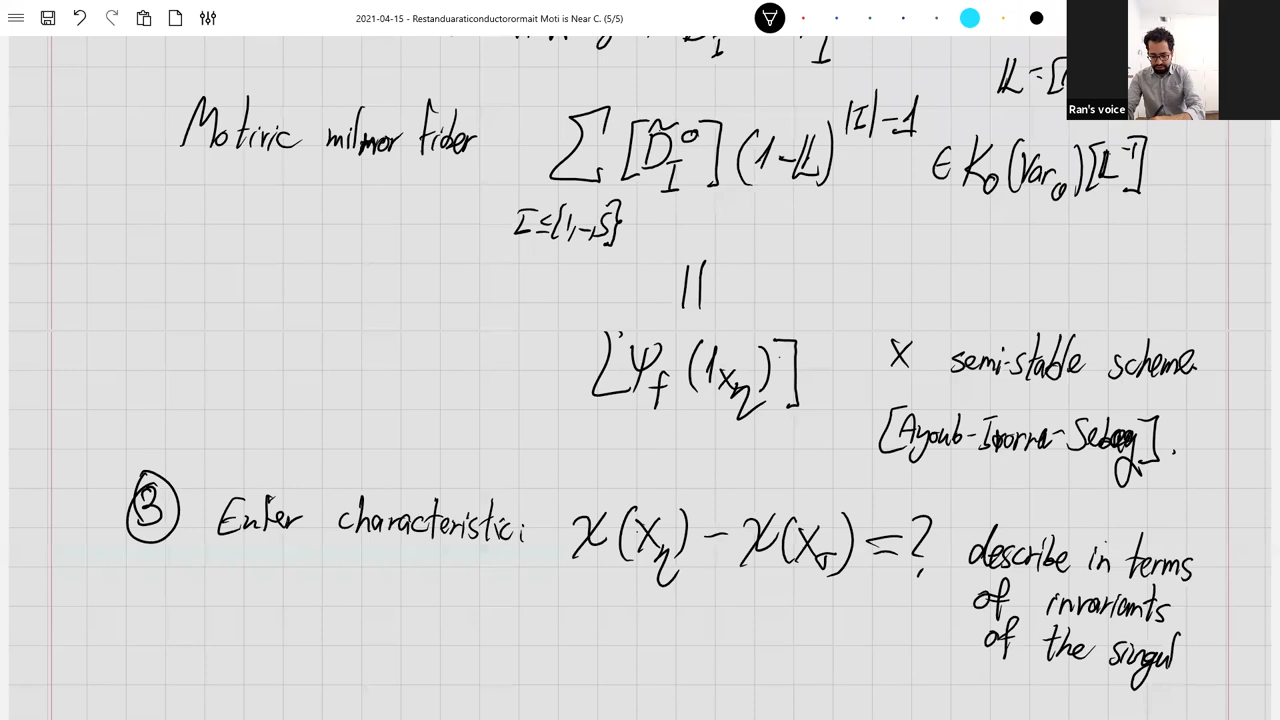 2021-04-15 - Restanduaraticonductorormait Moti is Near C. (5/5)
Ran's voice
𝕃 = [
Motivic milnor fiber ∑ [D̃_I^o] (1-𝕃)^{|I|-1} ∈ K_0(Var_σ)[𝕃^{-1}]
I ⊆ {1,-,s}
||
[ψ_f (1_{X_η})] X semi-stable scheme.
[Ayoub-Ivorra-Sebag].
③ Euler characteristic: χ(X_η) - χ(X_σ) = ? describe in terms
of invariants
of the singul